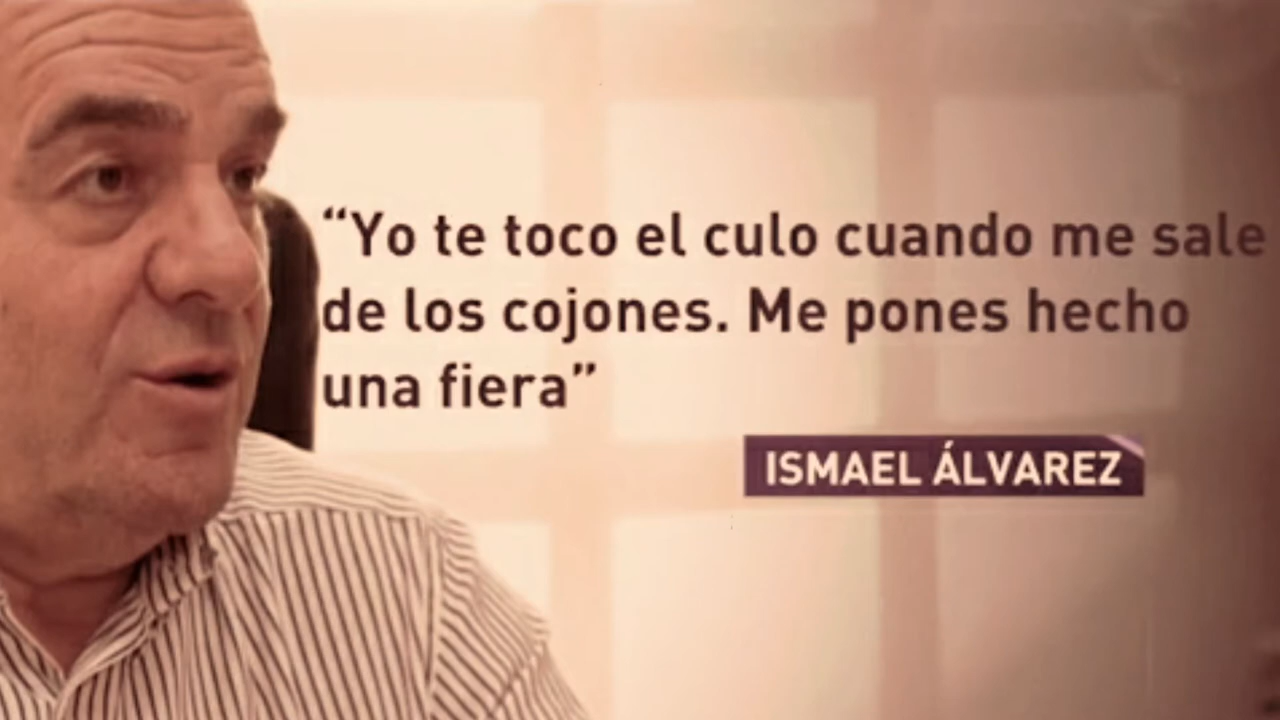 “Yo te toco el culo cuando me sale
de los cojones. Me pones hecho
una fiera”
ISMAEL ÁLVAREZ